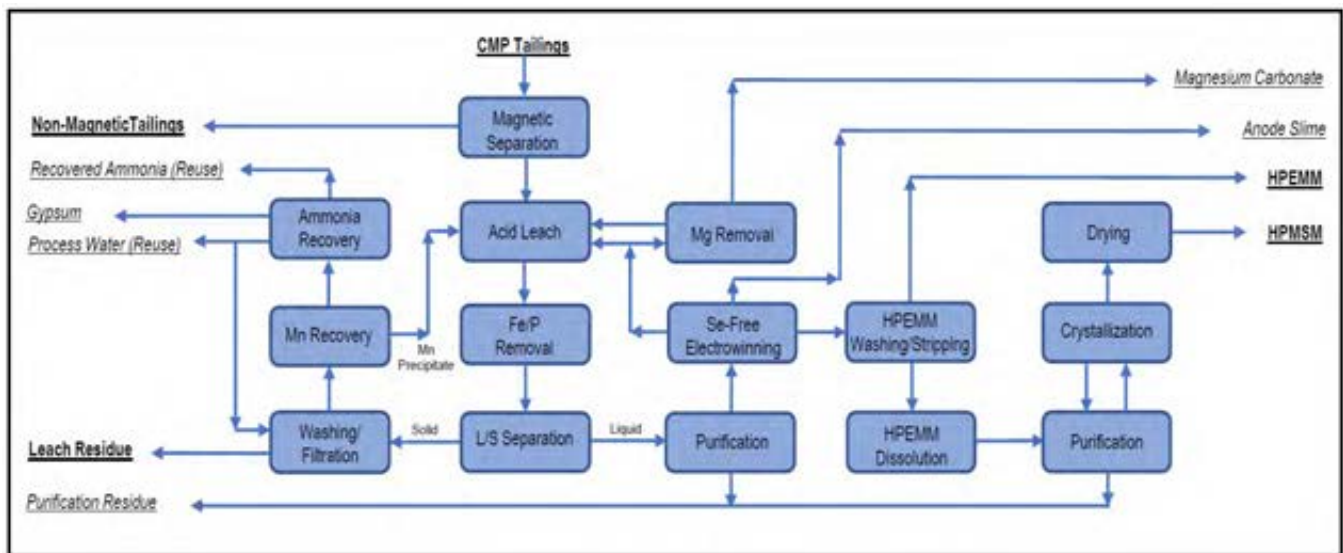 CMP Tailings
Magnesium Carbonate
Magnetic
Separation
Non-MagneticTailings
Anode Slime
Recovered Ammonia (Reuse)
HPEMM
Gypsum
Ammonia
Recovery
Acid Leach
Mg Removal
Drying
HPMSM
Process Water (Reuse)
Mn Recovery
Mn
Precipitate
Fe/P
Removal
Se-Free
Electrowinning
HPEMM
Washing/Stripping
Crystallization
Leach Residue
Washing/
Filtration
Solid
L/S Separation
Liquid
Purification
HPEMM
Dissolution
Purification
Purification Residue